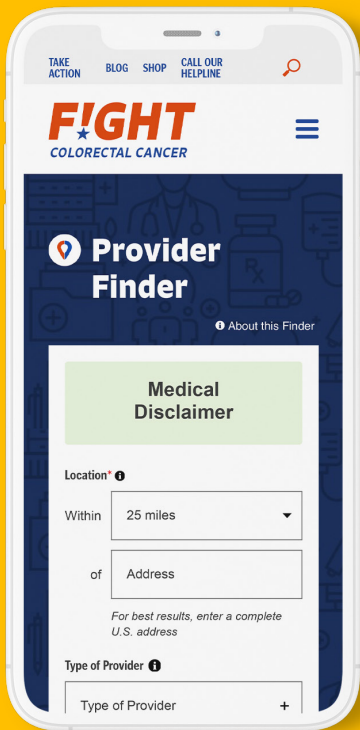 TAKE ACTION BLOG SHOP CALL OUR HELPLINE
F!GHT
COLORECTAL CANCER
Provider
Finder
About this Finder
Medical
Disclaimer
Location*
Within 25 miles
of Address
For best results, enter a complete
U.S. address
Type of Provider
Type of Provider +